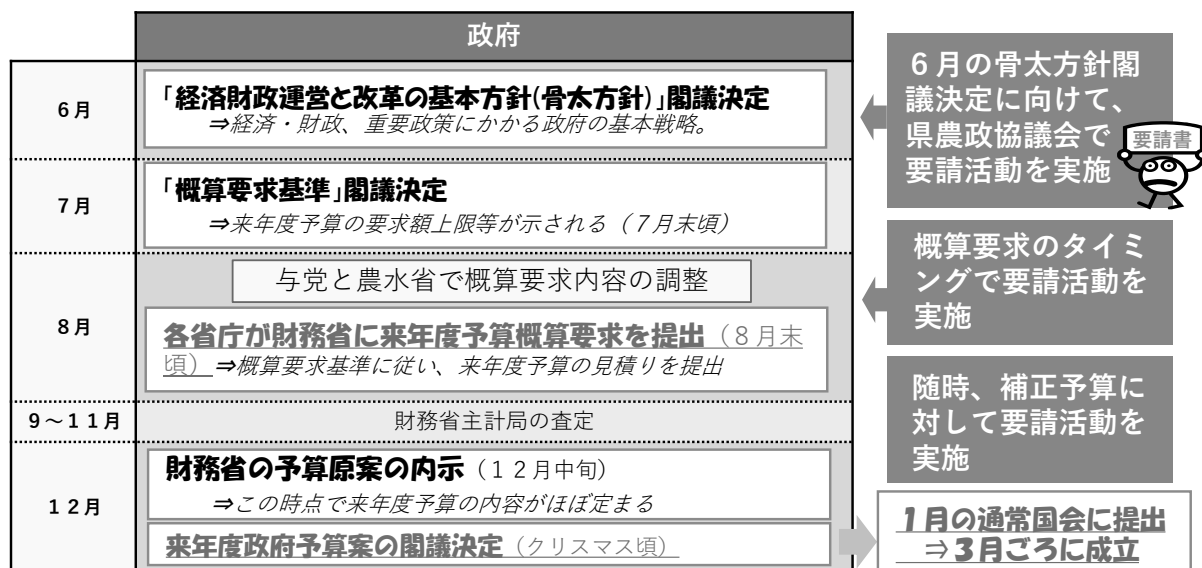 政府
6月
「経済財政運営と改革の基本方針(骨太方針)」閣議決定
⇒経済・財政、重要政策にかかる政府の基本戦略。
7月
「概算要求基準」閣議決定
⇒来年度予算の要求額上限等が示される（7月末頃）
8月
与党と農水省で概算要求内容の調整
各省庁が財務省に来年度予算概算要求を提出（８月末
頃）⇒概算要求基準に従い、来年度予算の見積りを提出
9～11月
財務省主計局の査定
12月
財務省の予算原案の内示（１２月中旬）
⇒この時点で来年度予算の内容がほぼ定まる
来年度政府予算案の閣議決定（クリスマス頃）
６月の骨太方針閣
議決定に向けて、
県農政協議会で
要請活動を実施
要請書
概算要求のタイミ
ングで要請活動を
実施
随時、補正予算に
対して要請活動を
実施
1月の通常国会に提出
⇒３月ごろに成立